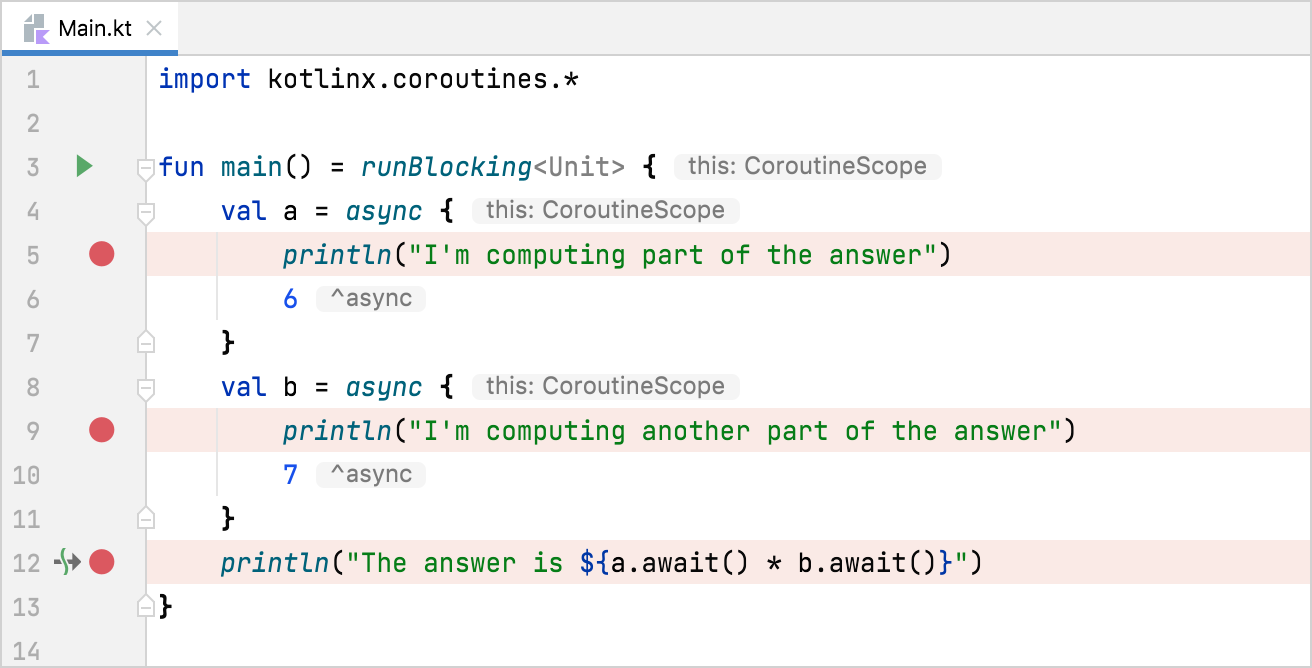 Main.kt
1 import kotlinx.coroutines.*
2
3 fun main() = runBlocking<Unit> { this: CoroutineScope
4 val a = async { this: CoroutineScope
5 println("I'm computing part of the answer")
6 6 ^async
7 }
8 val b = async { this: CoroutineScope
9 println("I'm computing another part of the answer")
10 7 ^async
11 }
12 println("The answer is ${a.await() * b.await()}")
13 }
14